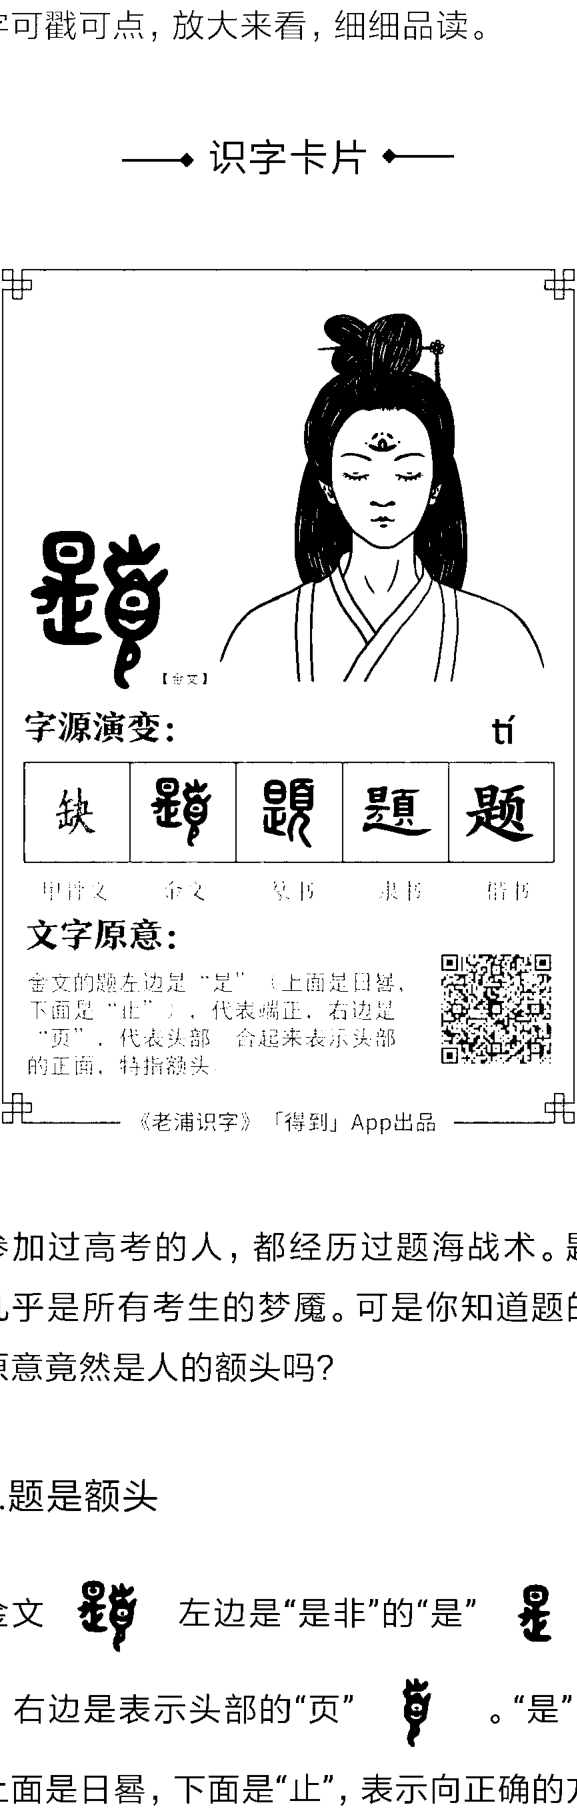 字可戳可点，放大来看，细细品读。
识字卡片
【金文】
字源演变： tí
缺
题 題 题
甲骨文 金文 篆书 隶书 楷书
文字原意：
金文的题左边是“是”（上面是日晷，
下面是“止”），代表端正，右边是
“页”，代表头部 合起来表示头部
的正面，特指额头
《老浦识字》「得到」App出品
参加过高考的人，都经历过题海战术。题
几乎是所有考生的梦魇。可是你知道题的
原意竟然是人的额头吗？
.题是额头
金文 左边是“是非”的“是”
右边是表示头部的“页” 。“是”
上面是日晷，下面是“止”，表示向正确的方